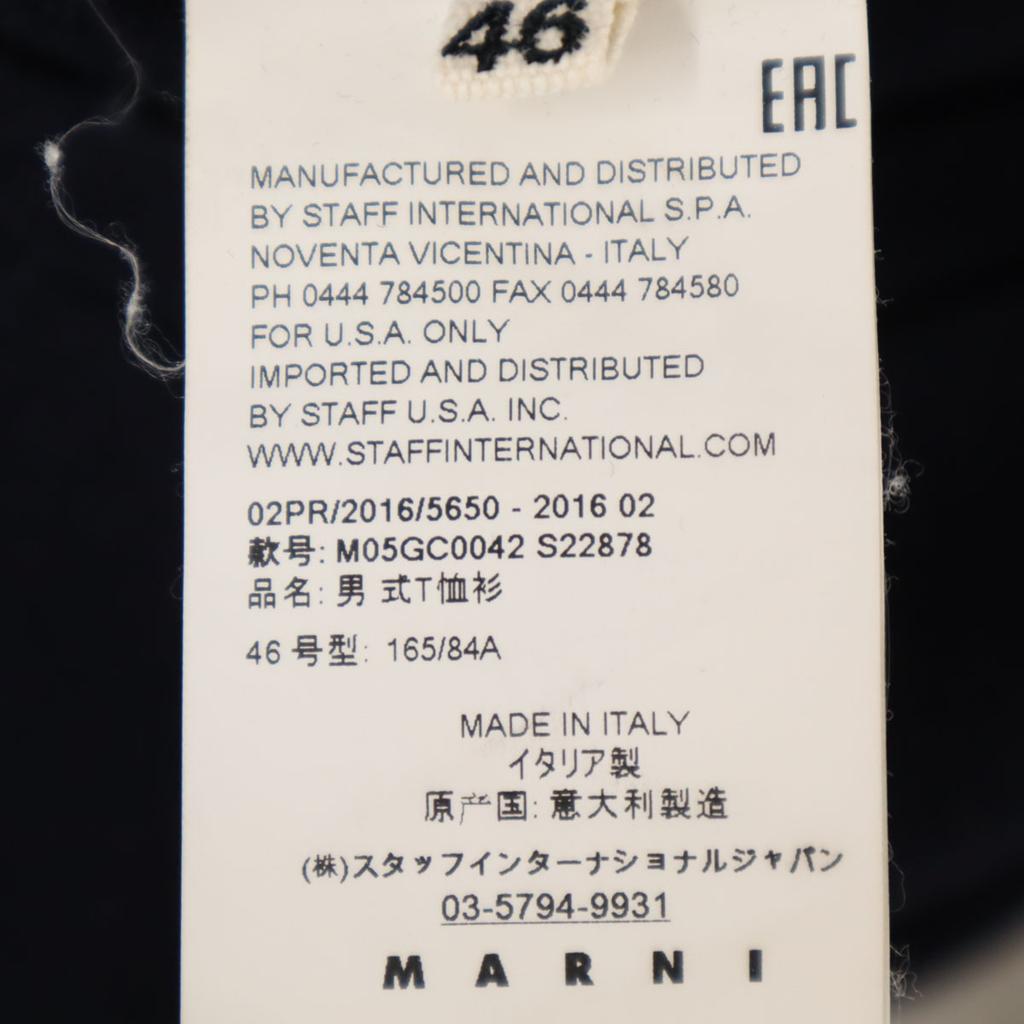 46
EAC
MANUFACTURED AND DISTRIBUTED
BY STAFF INTERNATIONAL S.P.A.
NOVENTA VICENTINA - ITALY
PH 0444 784500 FAX 0444 784580
FOR U.S.A. ONLY
IMPORTED AND DISTRIBUTED
BY STAFF U.S.A. INC.
WWW.STAFFINTERNATIONAL.COM
02PR/2016/5650 - 2016 02
款号: M05GC0042 S22878
品名: 男 式T恤衫
46 号型: 165/84A
MADE IN ITALY
イタリア製
原产国: 意大利製造
(株)スタッフインターナショナルジャパン
03-5794-9931
MARNI